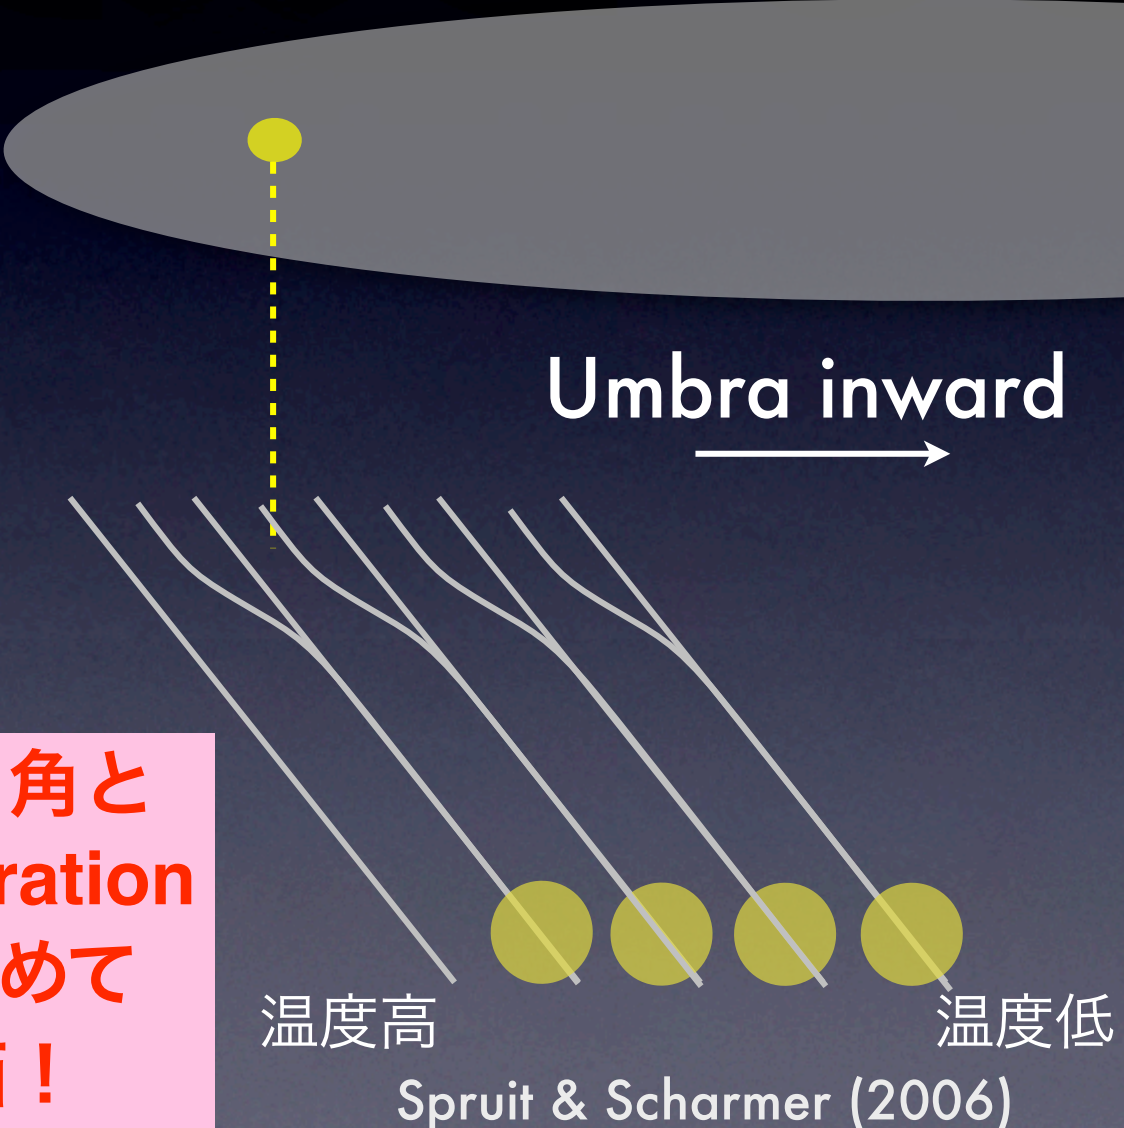 Umbra inward
角と
ration
めて
！
温度高
温度低
Spruit & Scharmer (2006)